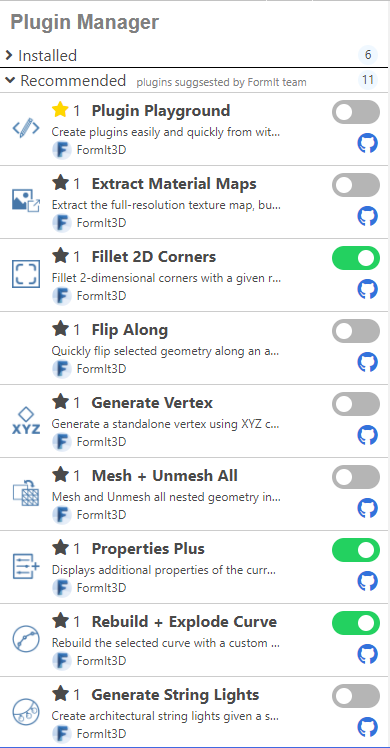 Plugin Manager
Installed 6
Recommended plugins suggsested by FormIt team 11
1 Plugin Playground
Create plugins easily and quickly from wit...
F FormIt3D
1 Extract Material Maps
Extract the full-resolution texture map, bu...
F FormIt3D
1 Fillet 2D Corners
Fillet 2-dimensional corners with a given r...
F FormIt3D
1 Flip Along
Quickly flip selected geometry along an a...
F FormIt3D
XYZ 1 Generate Vertex
Generate a standalone vertex using XYZ c...
F FormIt3D
1 Mesh + Unmesh All
Mesh and Unmesh all nested geometry in...
F FormIt3D
1 Properties Plus
Displays additional properties of the curr...
F FormIt3D
1 Rebuild + Explode Curve
Rebuild the selected curve with a custom ...
F FormIt3D
1 Generate String Lights
Create architectural string lights given a s...
F FormIt3D